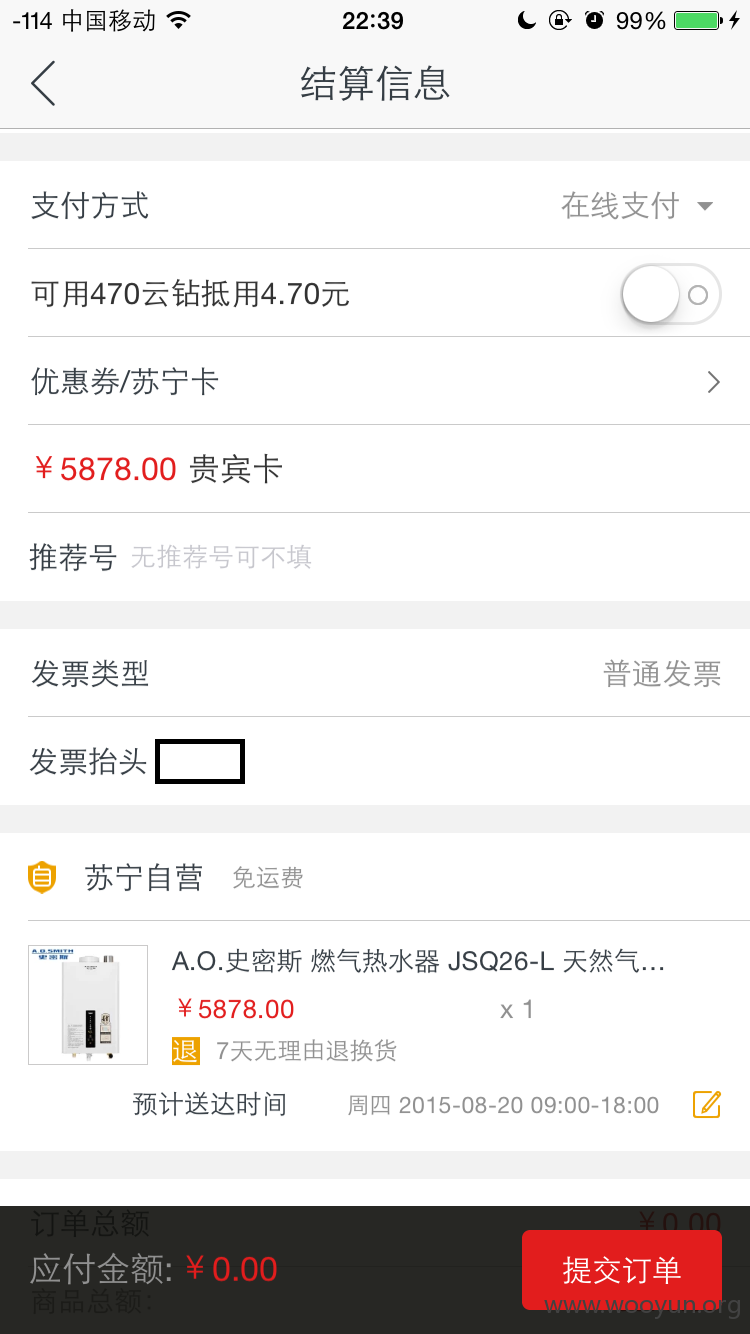 -114 中国移动 22:39 99%
结算信息
支付方式 在线支付
可用470云钻抵用4.70元
优惠券/苏宁卡
￥5878.00 贵宾卡
推荐号 无推荐号可不填
发票类型 普通发票
发票抬头
苏宁自营 免运费
A.O.SMITH
史密斯
A.O.史密斯 燃气热水器 JSQ26-L 天然气...
￥5878.00 x 1
退 7天无理由退换货
预计送达时间 周四 2015-08-20 09:00-18:00
订单总额 ￥0.00
应付金额: ￥0.00 提交订单
商品总额:
www.wooyun.org